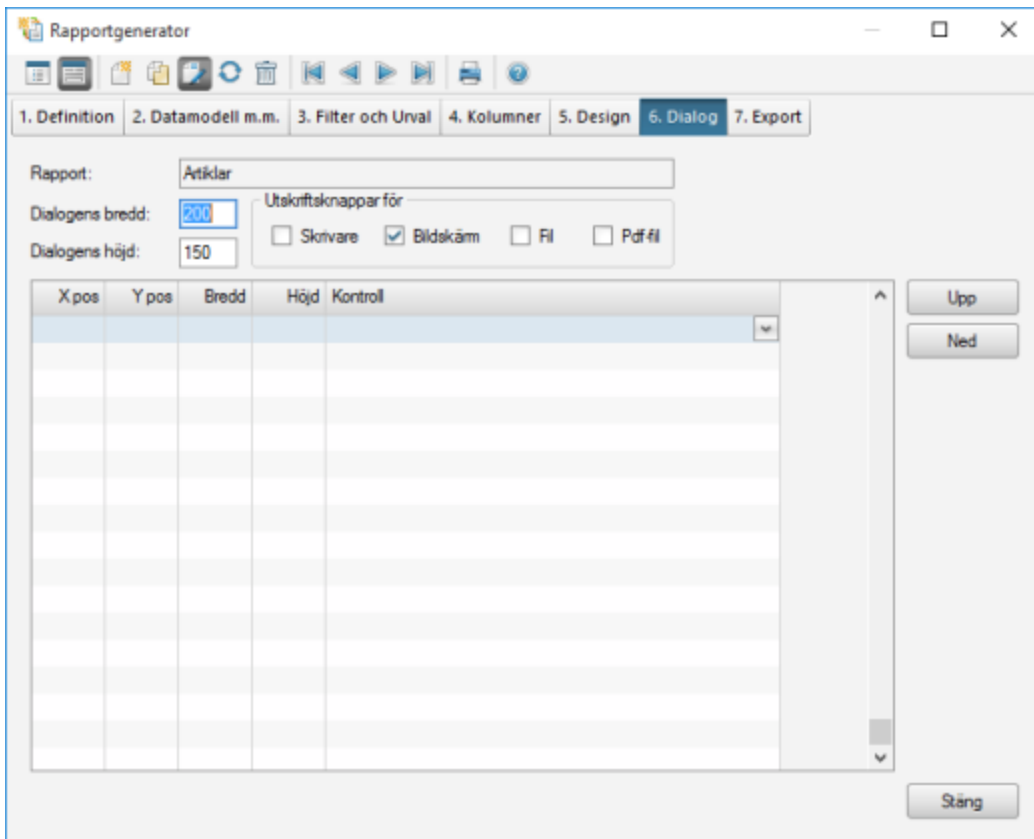 Rapportgenerator
1. Definition 2. Datamodell m.m. 3. Filter och Urval 4. Kolumner 5. Design 6. Dialog 7. Export
Rapport: Artiklar
Dialogens bredd: 200 Utskriftsknappar för
Skrivare Bildskärm Fil Pdf-fil
Dialogens höjd: 150
X pos Y pos Bredd Höjd Kontroll
Upp
Ned
Stäng